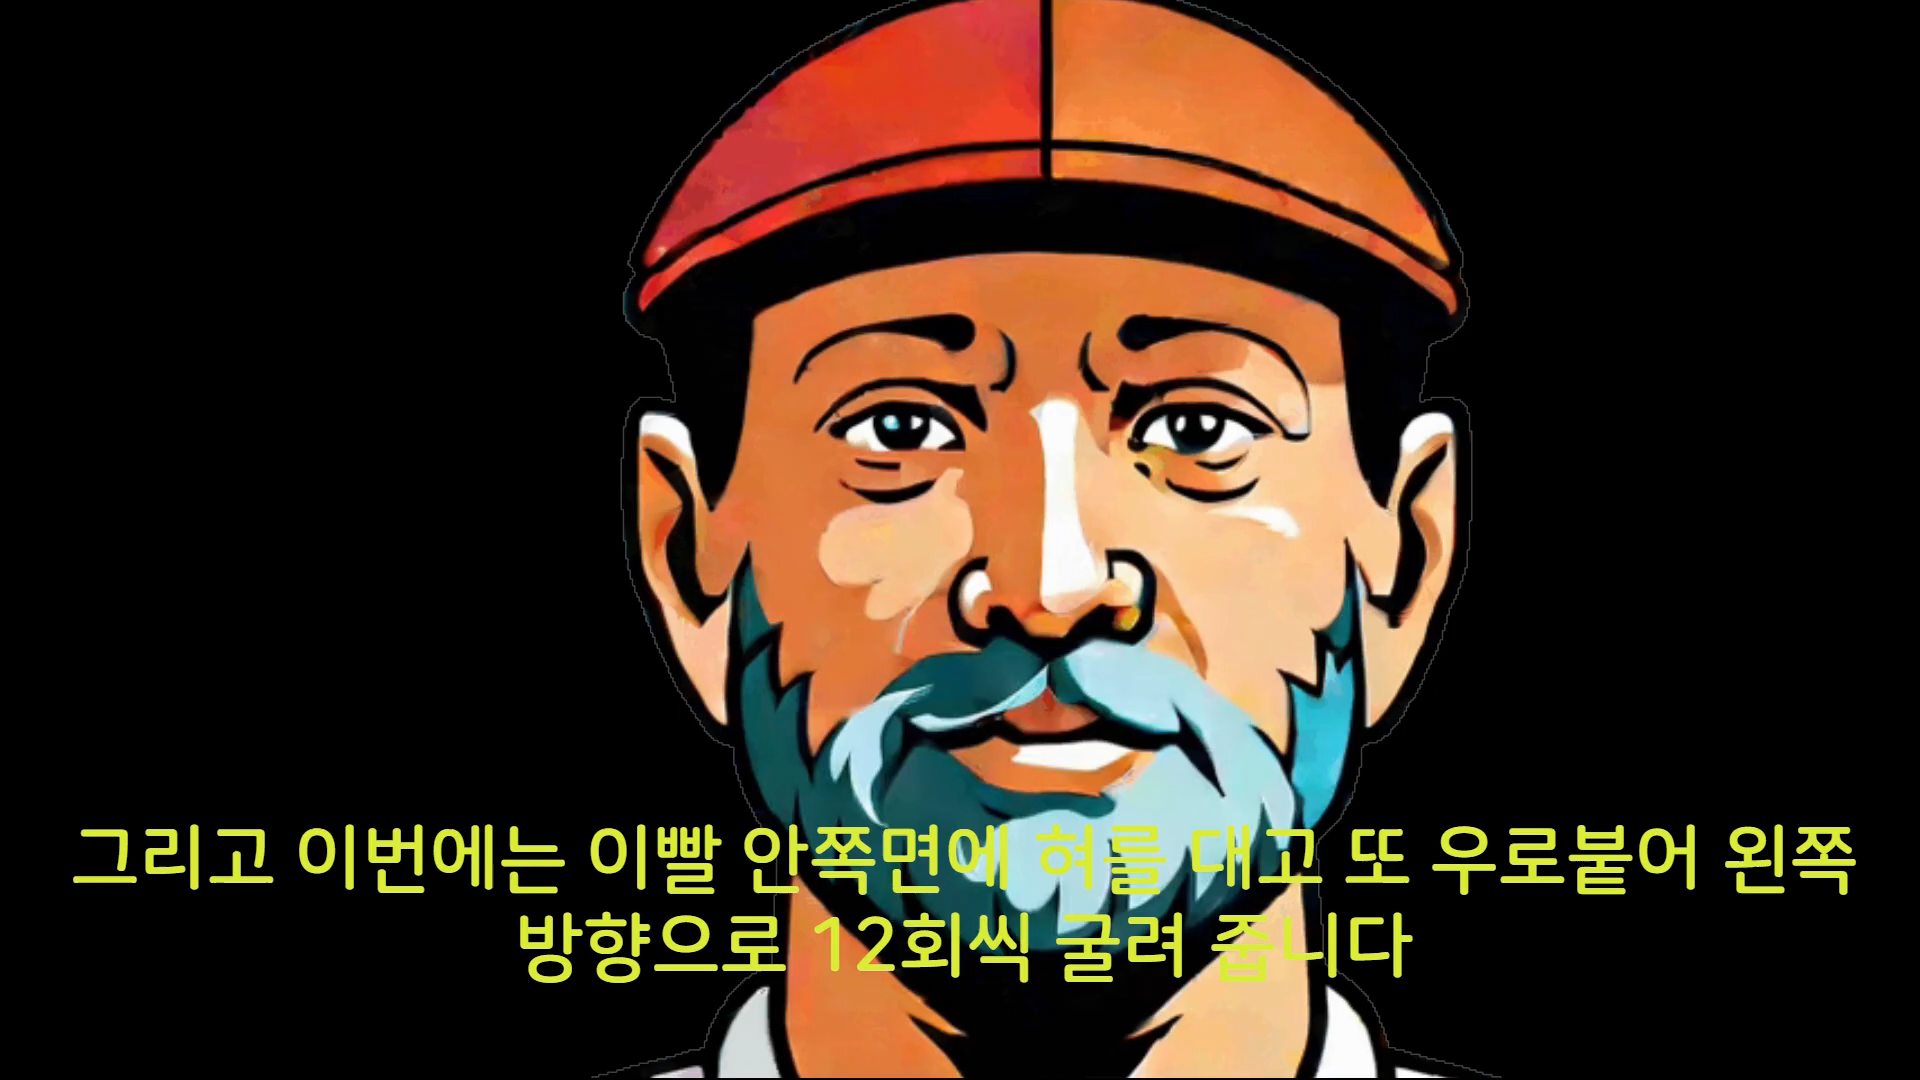 그리고 이번에는 이빨 안쪽면에 혀를 대고 또 우로붙어 왼쪽
방향으로 12회씩 굴려 줍니다